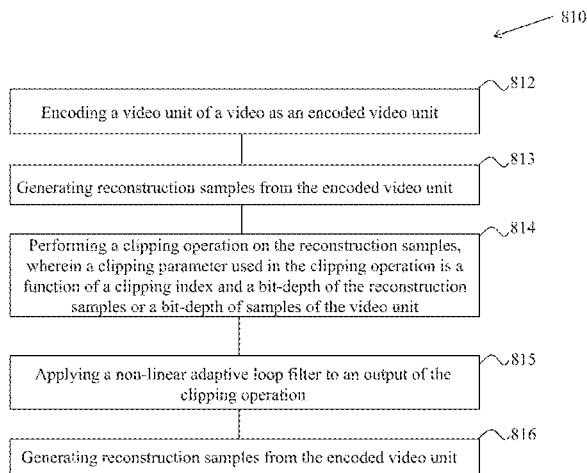 810
812
Encoding a video unit of a video as an encoded video unit
813
Generating reconstruction samples from the encoded video unit
814
Performing a clipping operation on the reconstruction samples,
wherein a clipping parameter used in the clipping operation is a
function of a clipping index and a bit-depth of the reconstruction
samples or a bit-depth of samples of the video unit
815
Applying a non-linear adaptive loop filter to an output of the
clipping operation
816
Generating reconstruction samples from the encoded video unit